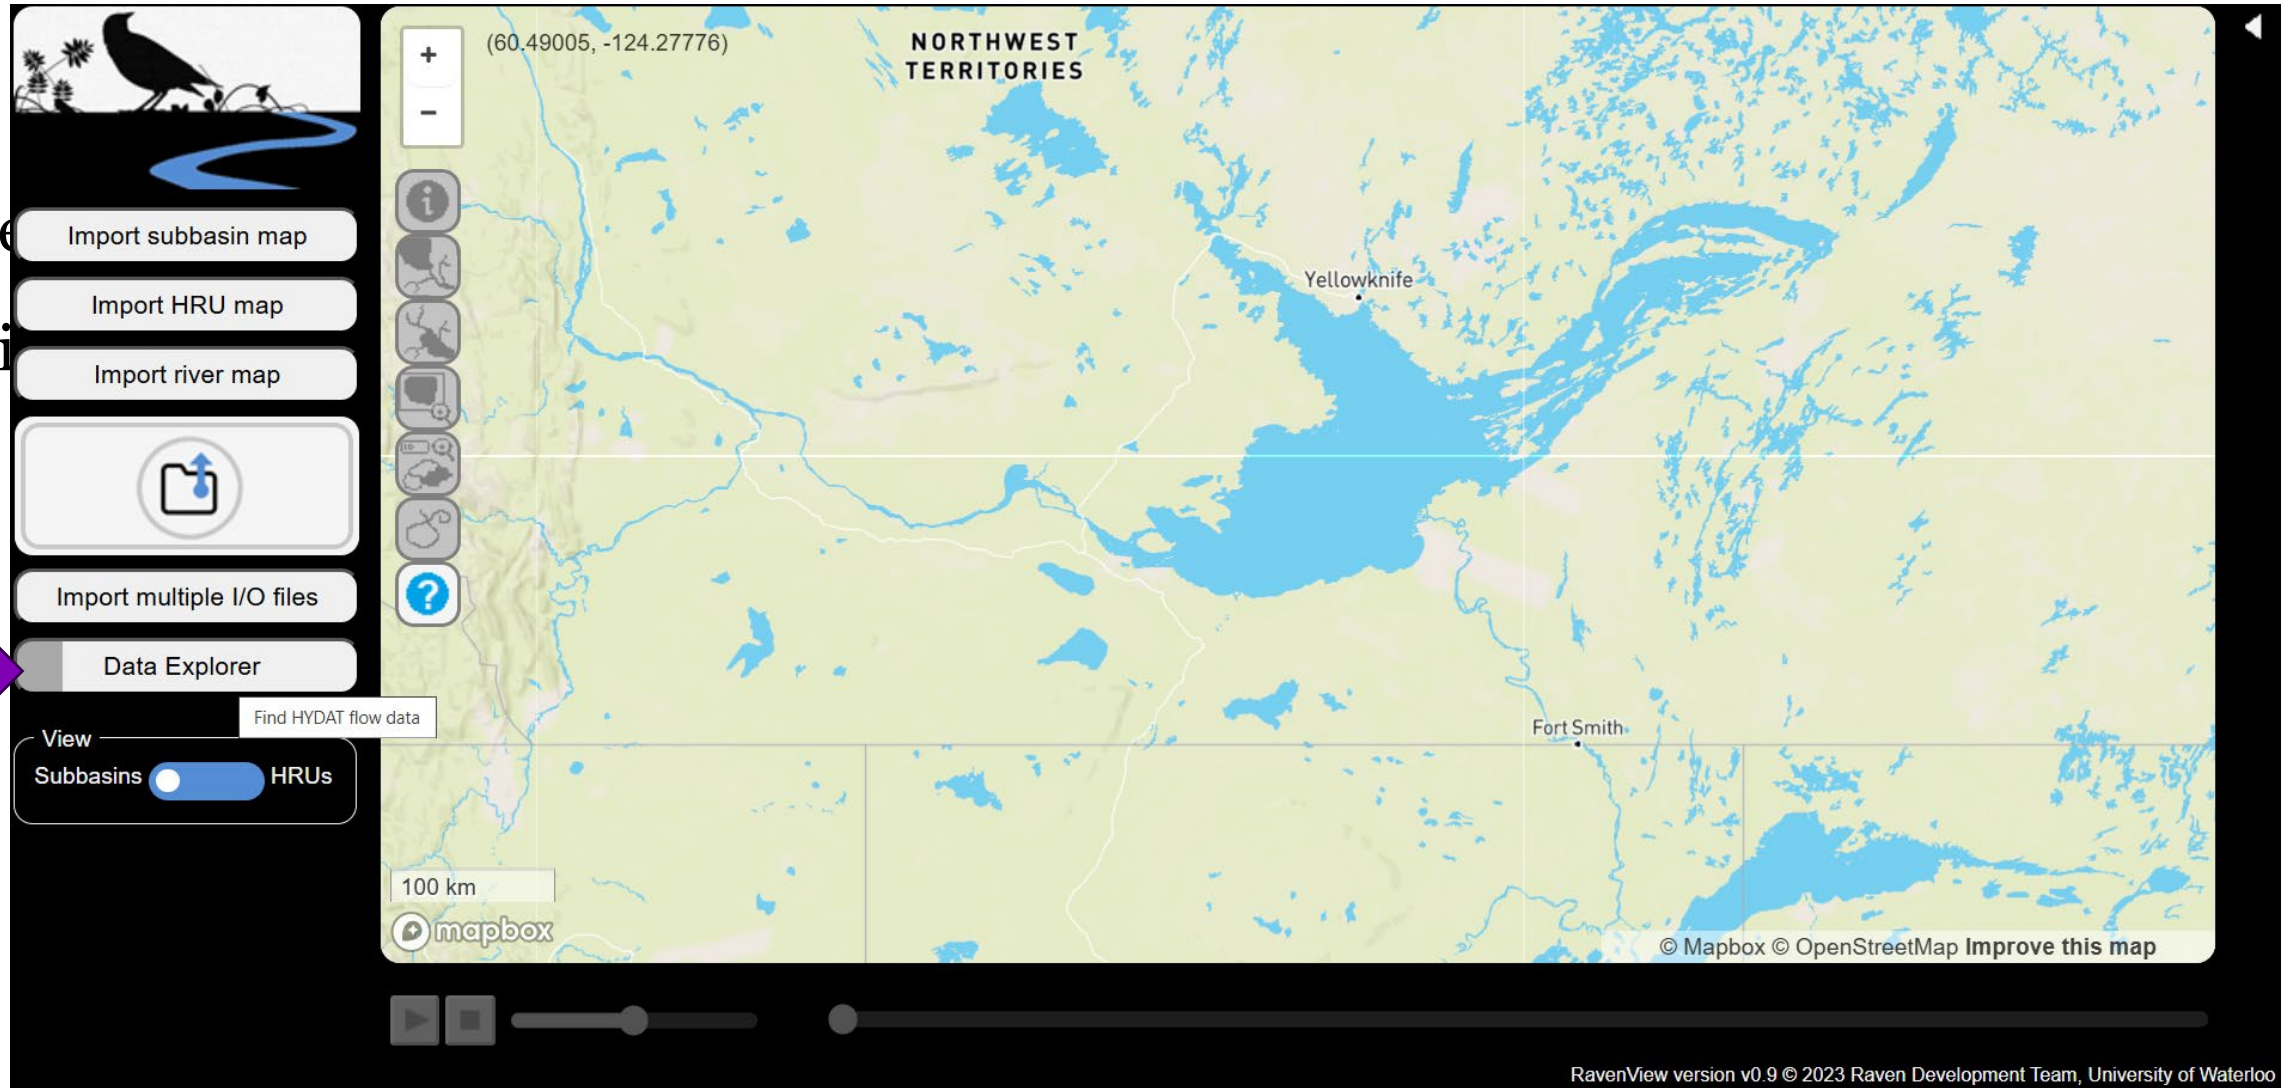 (60.49005, -124.27776)
+
−
NORTHWEST
TERRITORIES
Import subbasin map
Import HRU map
Import river map
Import multiple I/O files
Data Explorer
Find HYDAT flow data
View
Subbasins
HRUs
?
Yellowknife
Fort Smith
100 km
mapbox
© Mapbox © OpenStreetMap Improve this map
RavenView version v0.9 © 2023 Raven Development Team, University of Waterloo